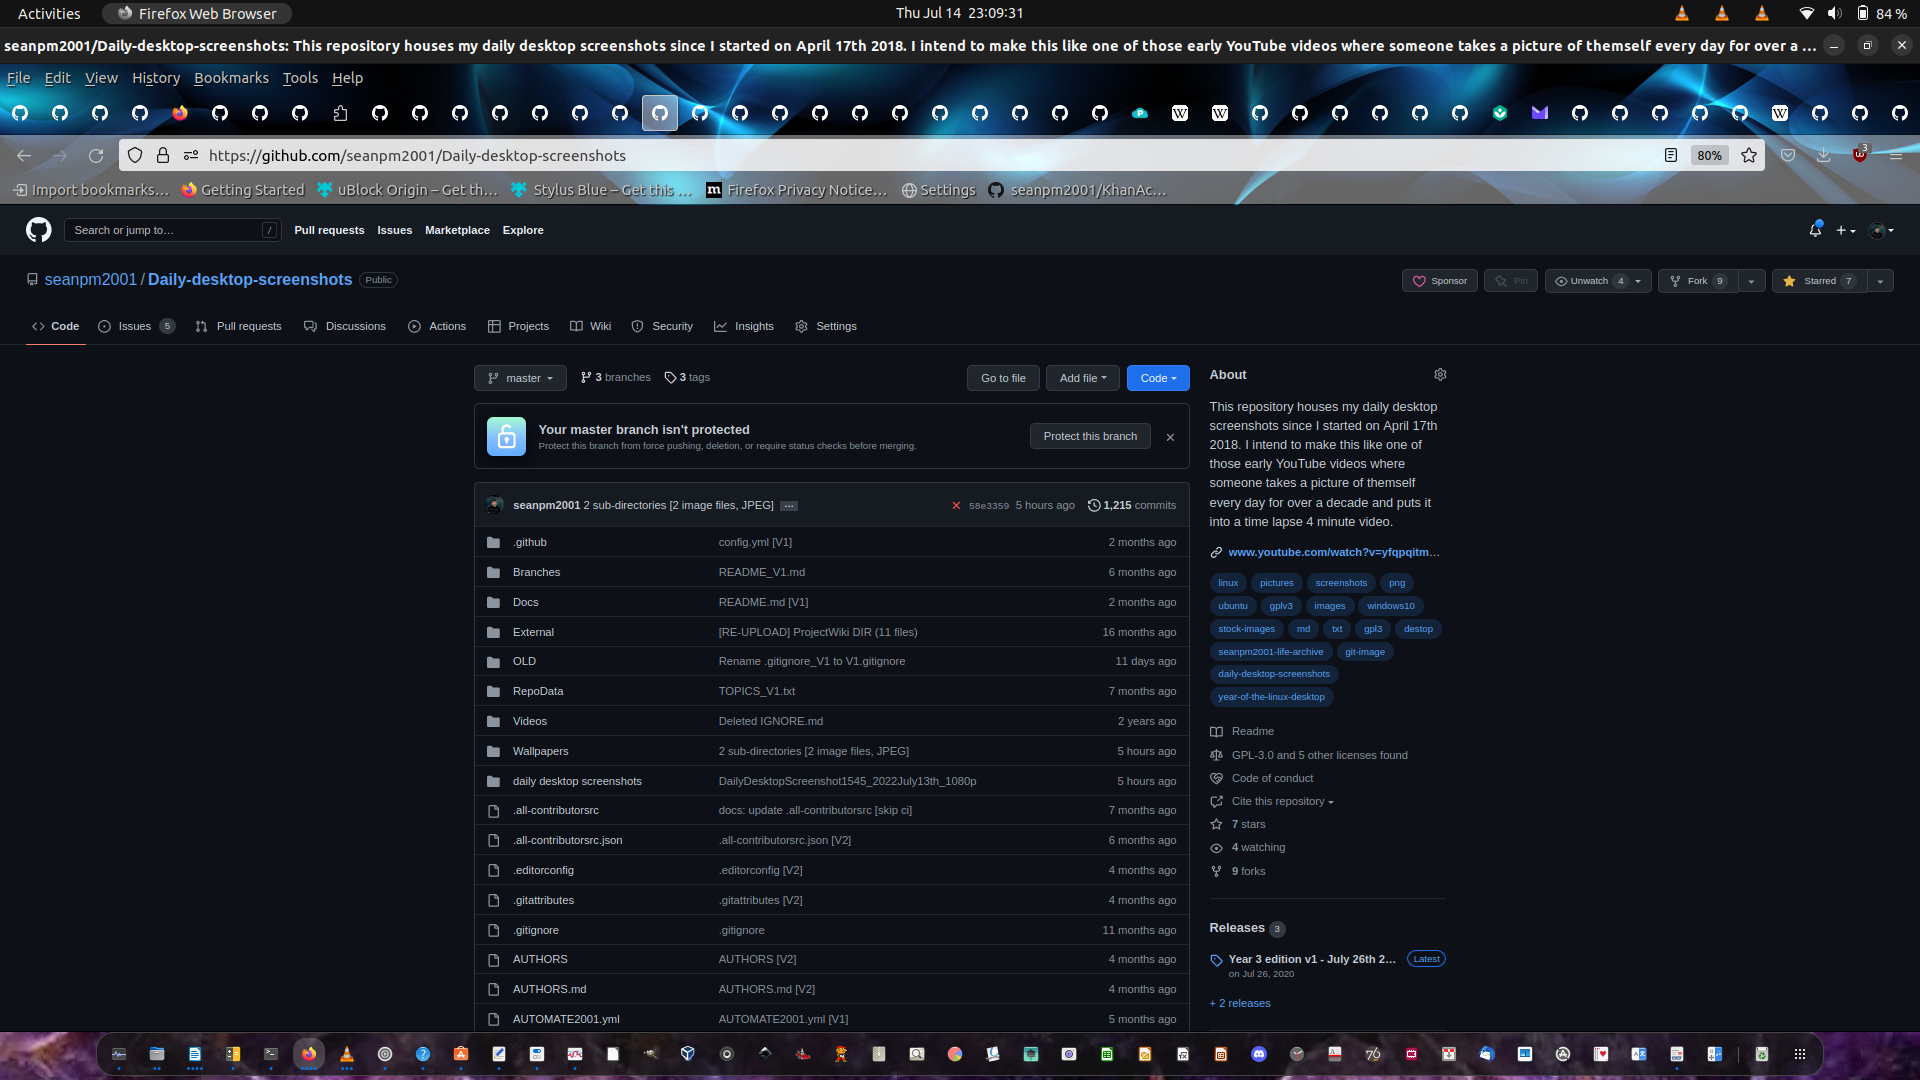 Activities Firefox Web Browser Thu Jul 14 23:09:31 84 %
seanpm2001/Daily-desktop-screenshots: This repository houses my daily desktop screenshots since I started on April 17th 2018. I intend to make this like one of those early YouTube videos where someone takes a picture of themself every day for over a ...
File Edit View History Bookmarks Tools Help
https://github.com/seanpm2001/Daily-desktop-screenshots 80% 3
Import bookmarks... Getting Started uBlock Origin – Get th... Stylus Blue – Get this ... Firefox Privacy Notice... Settings seanpm2001/KhanAc...
Search or jump to... / Pull requests Issues Marketplace Explore
seanpm2001 / Daily-desktop-screenshots Public Sponsor Pin Unwatch 4 Fork 9 Starred 7
Code Issues 5 Pull requests Discussions Actions Projects Wiki Security Insights Settings
master 3 branches 3 tags Go to file Add file Code
Your master branch isn't protected
Protect this branch from force pushing, deletion, or require status checks before merging.
Protect this branch
seanpm2001 2 sub-directories [2 image files, JPEG] ... 58e3359 5 hours ago 1,215 commits
.github config.yml [V1] 2 months ago
Branches README_V1.md 6 months ago
Docs README.md [V1] 2 months ago
External [RE-UPLOAD] ProjectWiki DIR (11 files) 16 months ago
OLD Rename .gitignore_V1 to V1.gitignore 11 days ago
RepoData TOPICS_V1.txt 7 months ago
Videos Deleted IGNORE.md 2 years ago
Wallpapers 2 sub-directories [2 image files, JPEG] 5 hours ago
daily desktop screenshots DailyDesktopScreenshot1545_2022July13th_1080p 5 hours ago
.all-contributorsrc docs: update .all-contributorsrc [skip ci] 7 months ago
.all-contributorsrc.json .all-contributorsrc.json [V2] 6 months ago
.editorconfig .editorconfig [V2] 4 months ago
.gitattributes .gitattributes [V2] 4 months ago
.gitignore .gitignore 11 months ago
AUTHORS AUTHORS [V2] 4 months ago
AUTHORS.md AUTHORS.md [V2] 4 months ago
AUTOMATE2001.yml AUTOMATE2001.yml [V1] 5 months ago
About
This repository houses my daily desktop
screenshots since I started on April 17th
2018. I intend to make this like one of
those early YouTube videos where
someone takes a picture of themself
every day for over a decade and puts it
into a time lapse 4 minute video.
www.youtube.com/watch?v=yfqpqitm...
linux pictures screenshots png
ubuntu gplv3 images windows10
stock-images md txt gpl3 destop
seanpm2001-life-archive git-image
daily-desktop-screenshots
year-of-the-linux-desktop
Readme
GPL-3.0 and 5 other licenses found
Code of conduct
Cite this repository
7 stars
4 watching
9 forks
Releases 3
Year 3 edition v1 - July 26th 2... Latest
on Jul 26, 2020
+ 2 releases